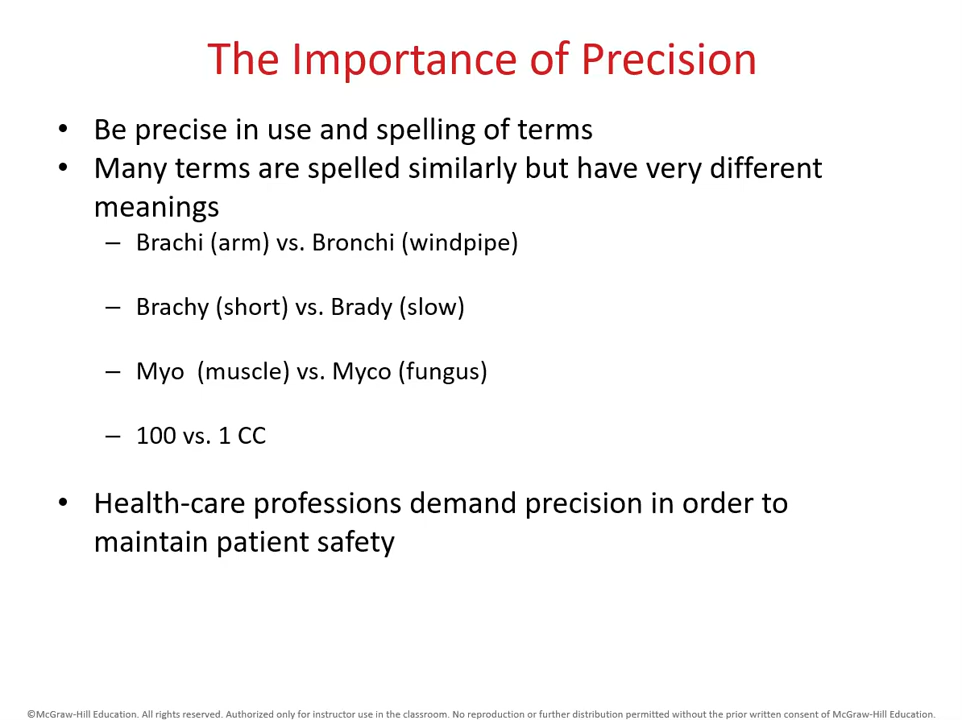 The Importance of Precision
• Be precise in use and spelling of terms
• Many terms are spelled similarly but have very different
meanings
– Brachi (arm) vs. Bronchi (windpipe)
– Brachy (short) vs. Brady (slow)
– Myo  (muscle) vs. Myco (fungus)
– 100 vs. 1 CC
• Health-care professions demand precision in order to
maintain patient safety
©McGraw-Hill Education. All rights reserved. Authorized only for instructor use in the classroom. No reproduction or further distribution permitted without the prior written consent of McGraw-Hill Education.